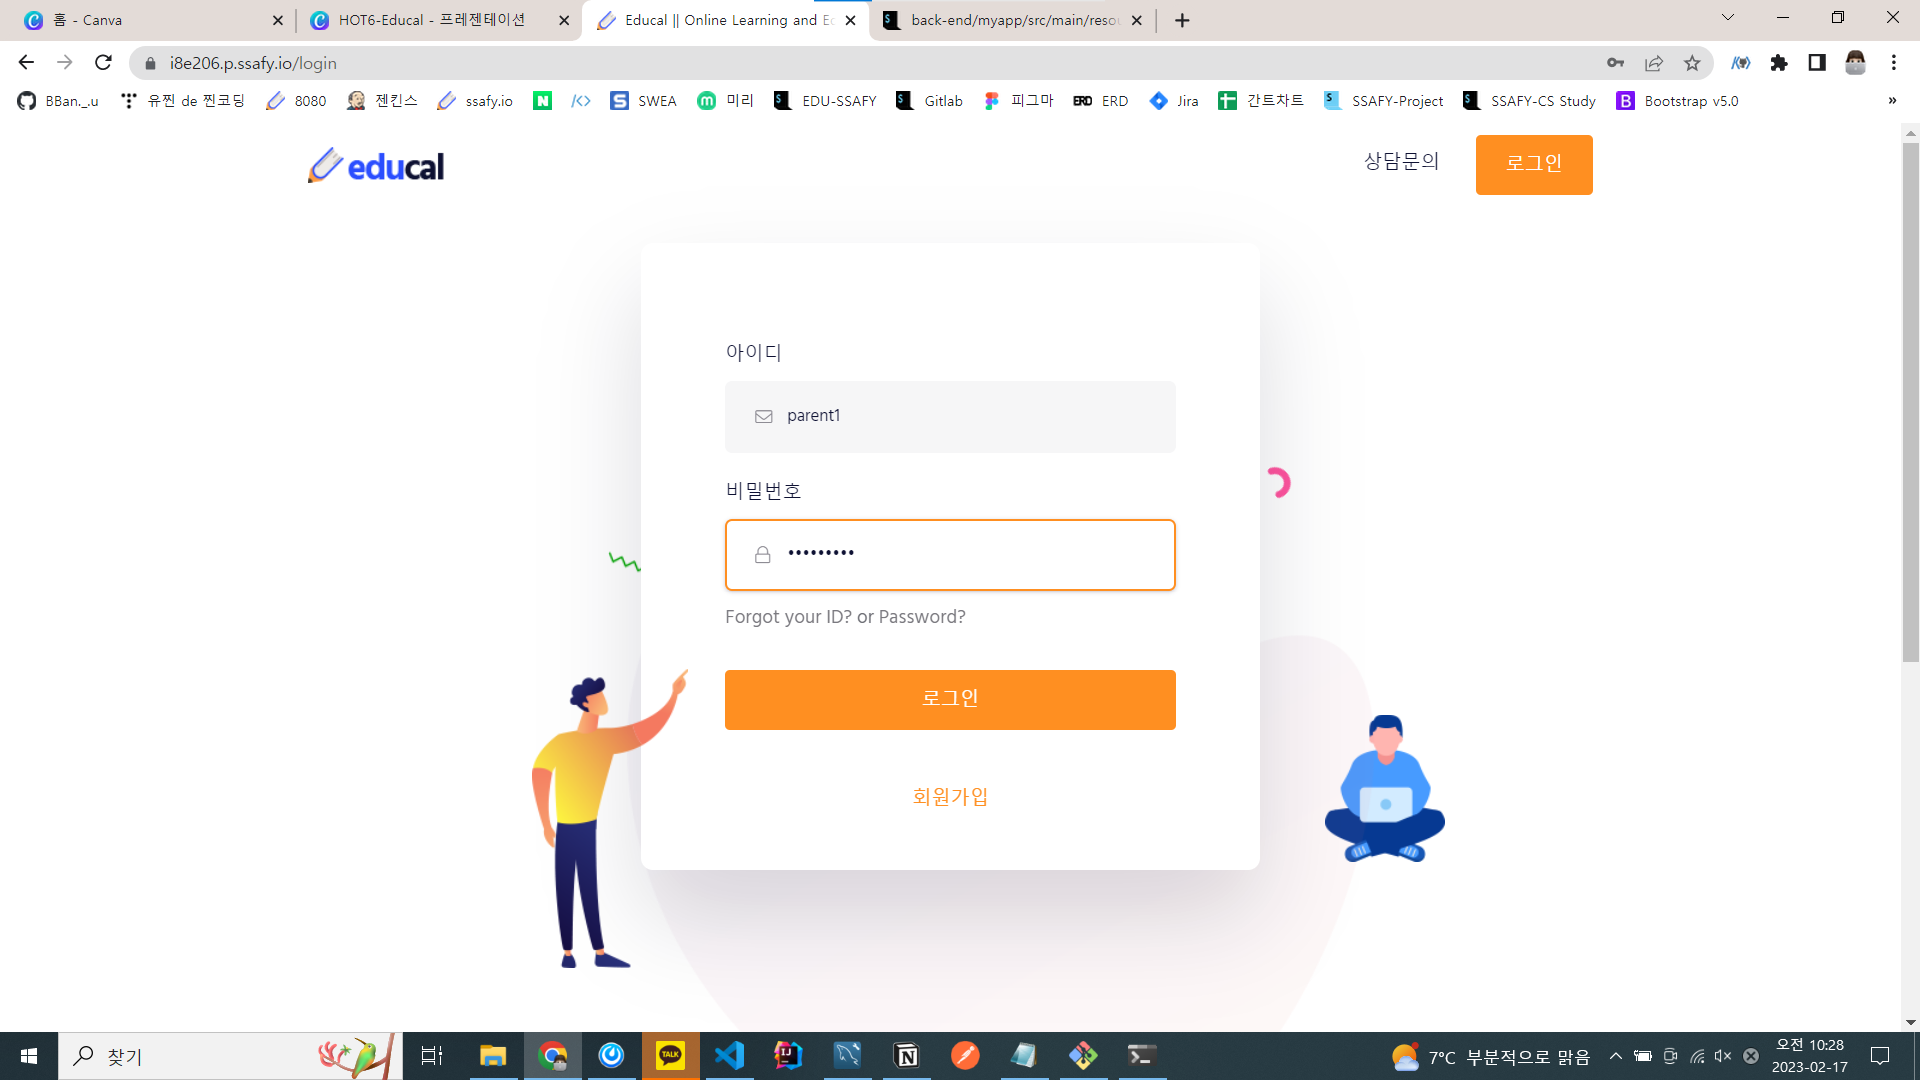 홈 - Canva
HOT6-Educal - 프레젠테이션
Educal || Online Learning and Ec
back-end/myapp/src/main/resou
i8e206.p.ssafy.io/login
BBan._.u
유찐 de 찐코딩
8080
젠킨스
ssafy.io
SWEA
미리
EDU-SSAFY
Gitlab
피그마
ERD ERD
Jira
간트차트
SSAFY-Project
SSAFY-CS Study
Bootstrap v5.0
educal
상담문의
로그인
아이디
parent1
비밀번호
•••••••••
Forgot your ID? or Password?
로그인
회원가입
찾기
TALK
7°C 부분적으로 맑음
오전 10:28
2023-02-17